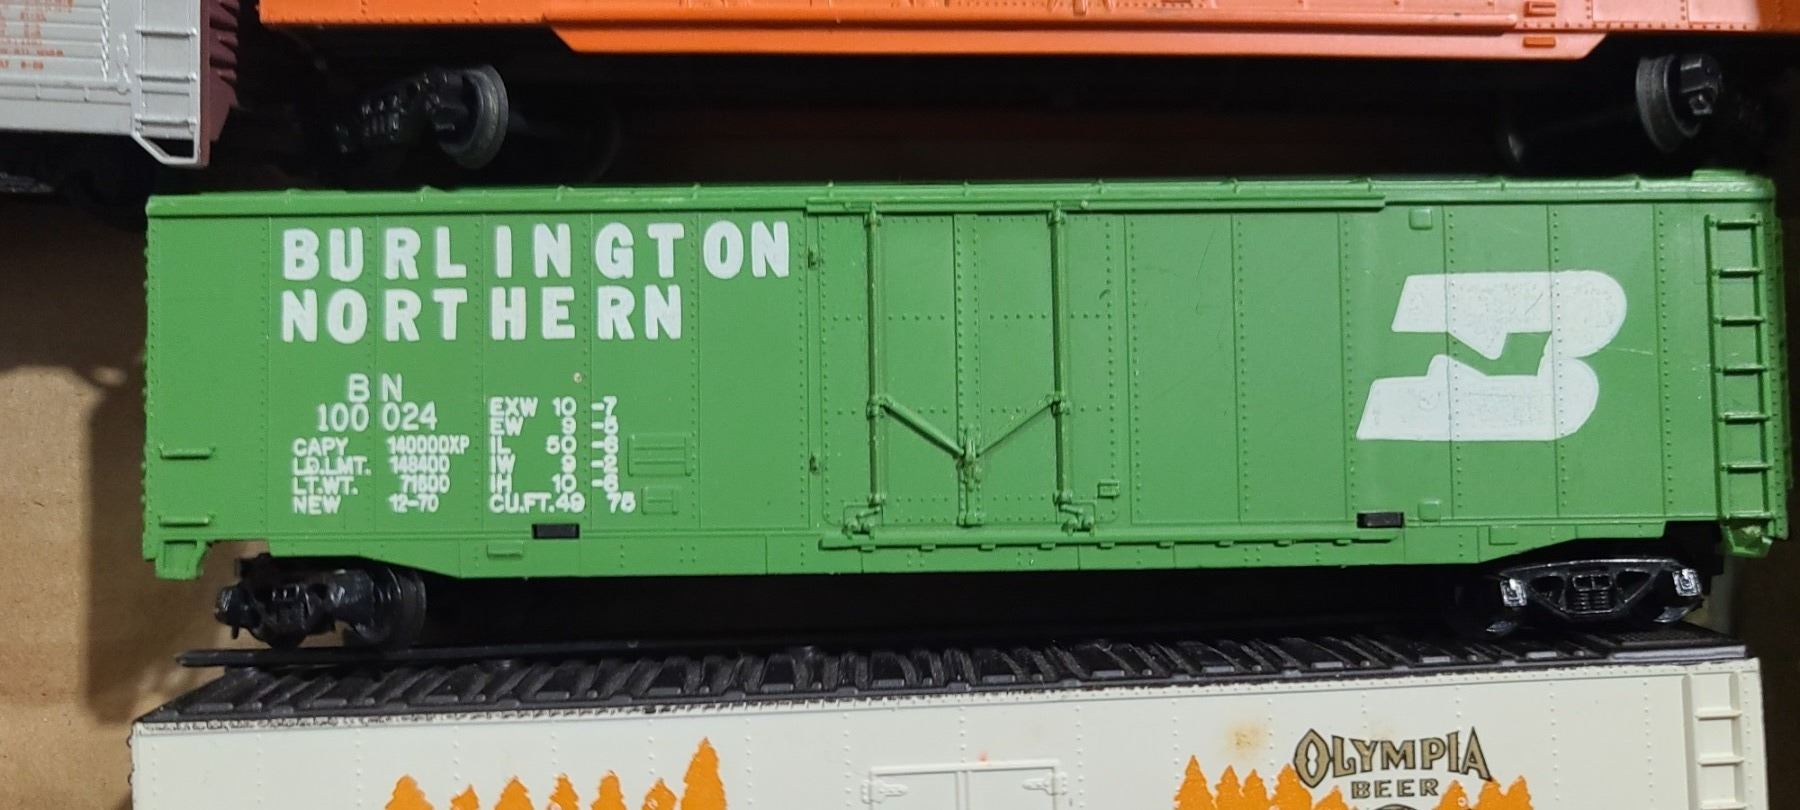 BURLINGTON
NORTHERN
BN
100 024
CAPY 140000XP
LD.LMT. 148400
LT.WT. 71600
NEW 12-70
EXW 10 -7
EW 9 -5
IL 50 -6
IW 9 -2
IH 10 -6
CU.FT. 49 75
OLYMPIA
BEER